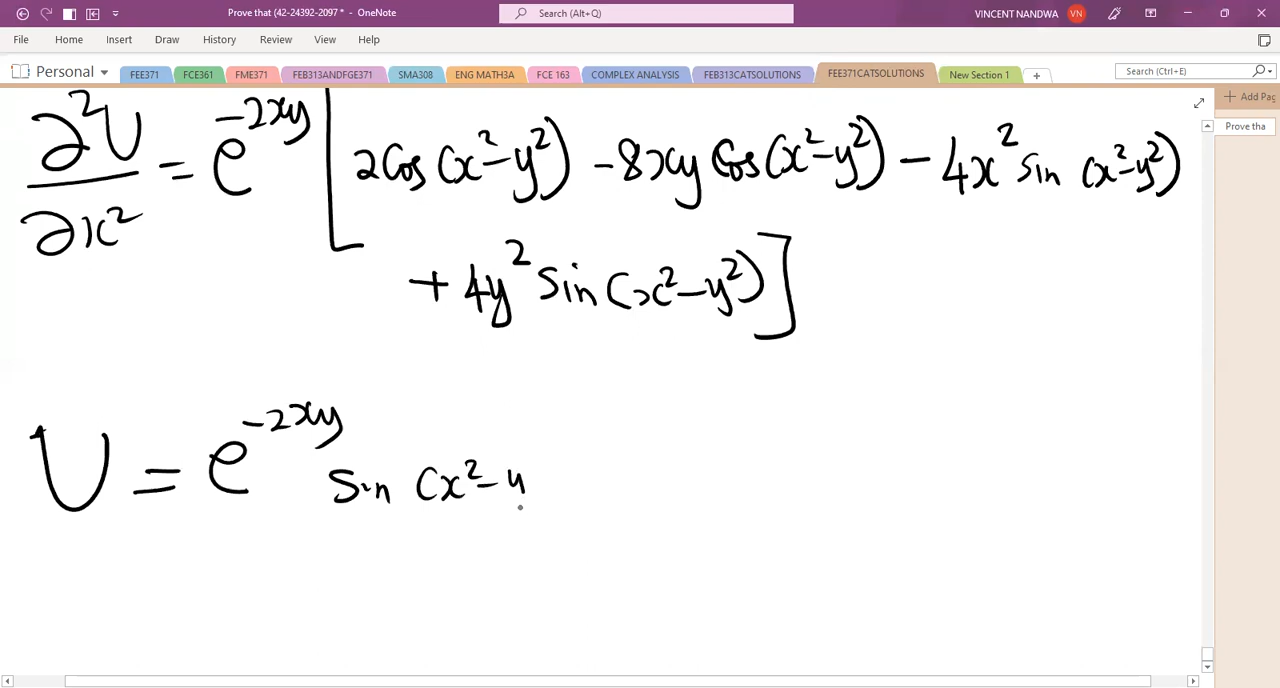 Prove that (42-24392-2097 * - OneNote
Search (Alt+Q)
VINCENT NANDWA VN
File Home Insert Draw History Review View Help
Personal FEE371 FCE361 FME371 FEB313ANDFGE371 SMA308 ENG MATH3A FCE 163 COMPLEX ANALYSIS FEB313CATSOLUTIONS FEE371CATSOLUTIONS New Section 1 + Search (Ctrl+E)
+ Add Pag
Prove tha
∂²U/∂x² = e^(-2xy) [2Cos(x²-y²) -8xy Cos(x²-y²) - 4x² sin (x²-y²)
+ 4y² sin(x²-y²)]
U = e^(-2xy) sin (x²-y